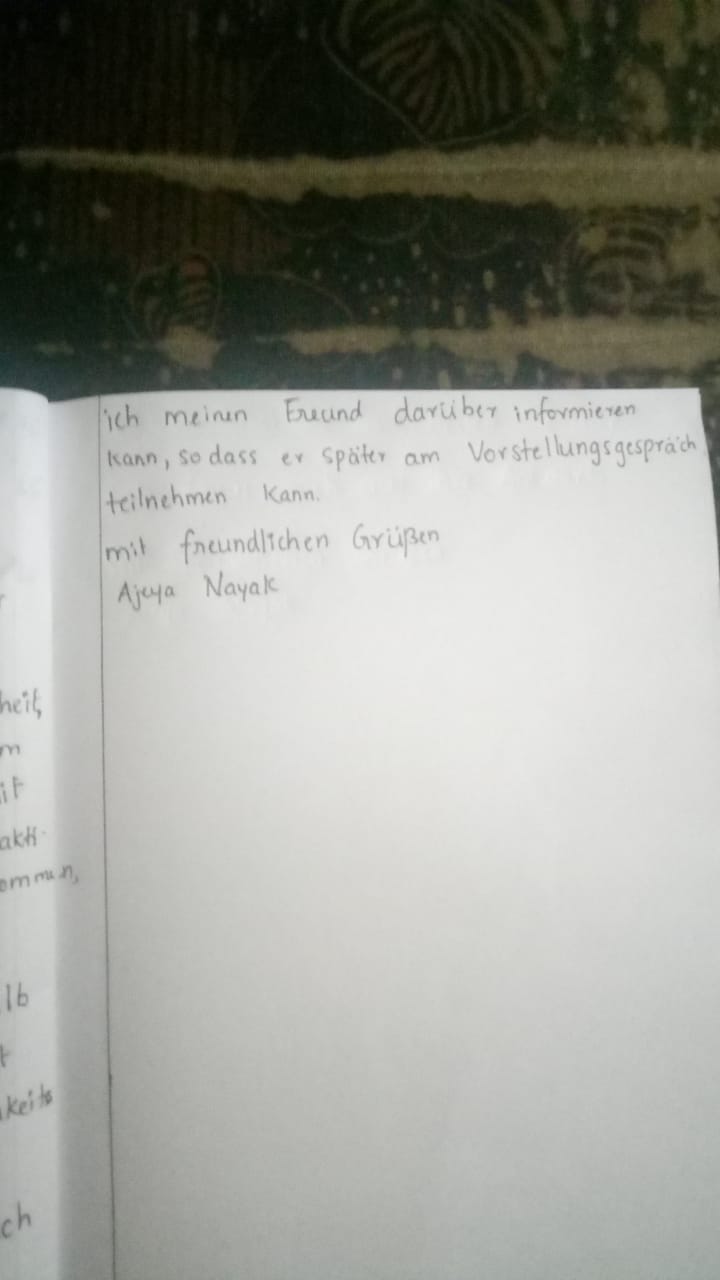 ich meinen Freund darüber informieren
kann, so dass er später am Vorstellungsgespräch
teilnehmen kann.
mit freundlichen Grüßen
Ajeya Nayak
heit,
m
it
akti-
ommen,
lb
t
keits
ch